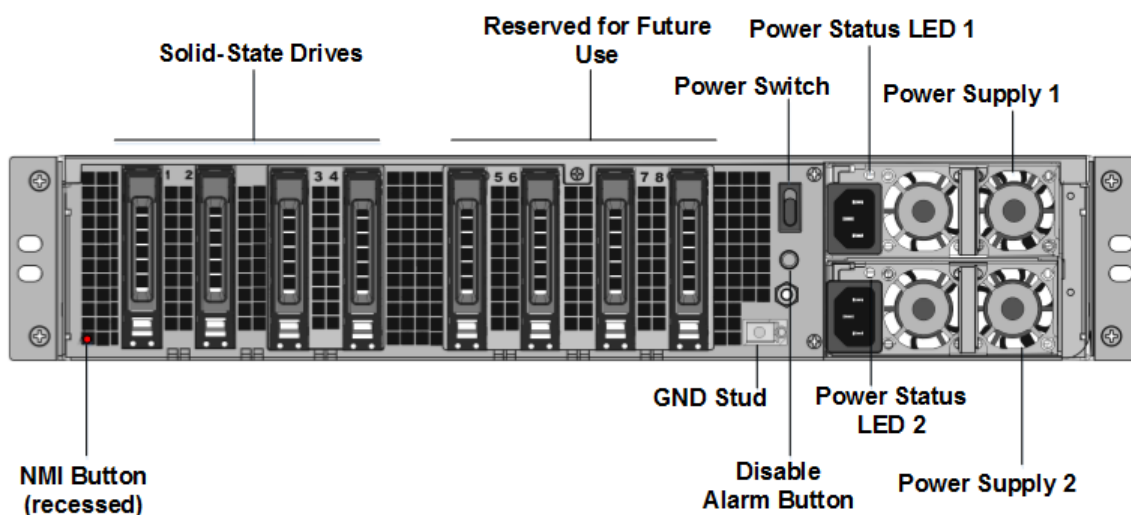 Reserved for Future
Use
Power Status LED 1
Solid-State Drives
Power Switch
Power Supply 1
1 2
3 4
5 6
7 8
GND Stud
Power Status
LED 2
NMI Button
(recessed)
Disable
Alarm Button
Power Supply 2